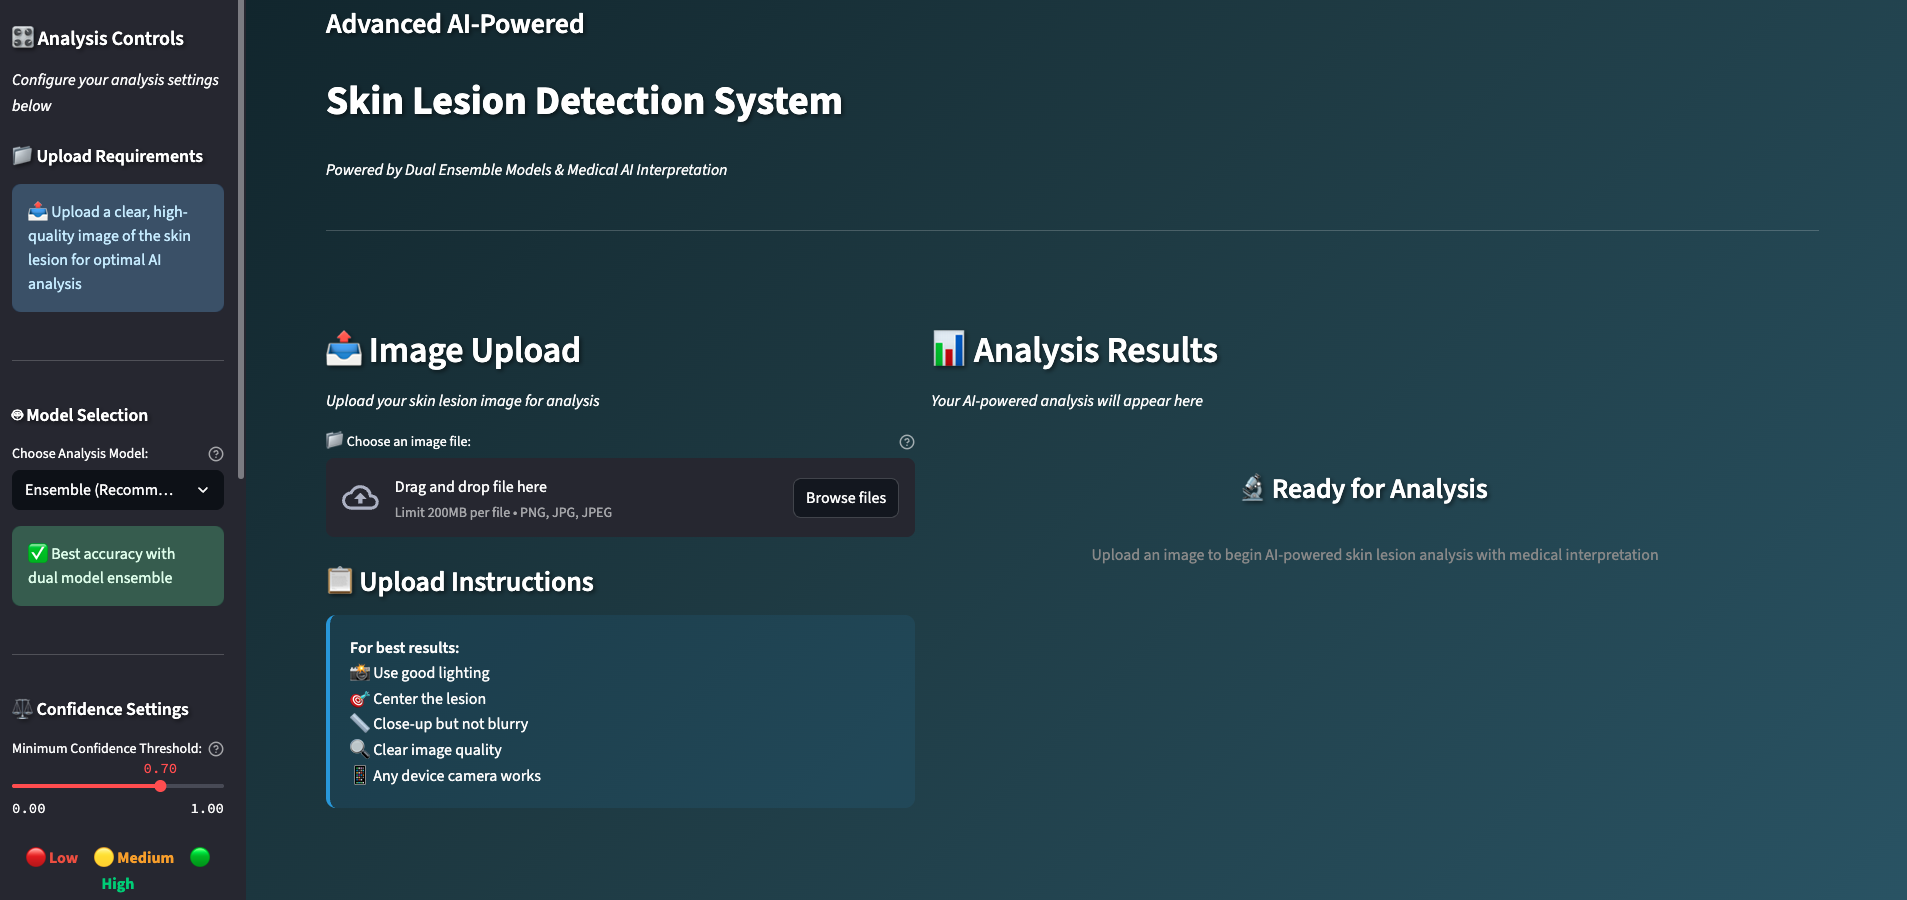 Analysis Controls
Configure your analysis settings
below
Upload Requirements
Upload a clear, high-
quality image of the skin
lesion for optimal AI
analysis
Model Selection
Choose Analysis Model:
Ensemble (Recomm...
Best accuracy with
dual model ensemble
Confidence Settings
Minimum Confidence Threshold:
0.70
0.00 1.00
Low Medium
High
Advanced AI-Powered
Skin Lesion Detection System
Powered by Dual Ensemble Models & Medical AI Interpretation
Image Upload
Upload your skin lesion image for analysis
Choose an image file:
Drag and drop file here
Limit 200MB per file • PNG, JPG, JPEG
Browse files
Upload Instructions
For best results:
Use good lighting
Center the lesion
Close-up but not blurry
Clear image quality
Any device camera works
Analysis Results
Your AI-powered analysis will appear here
Ready for Analysis
Upload an image to begin AI-powered skin lesion analysis with medical interpretation